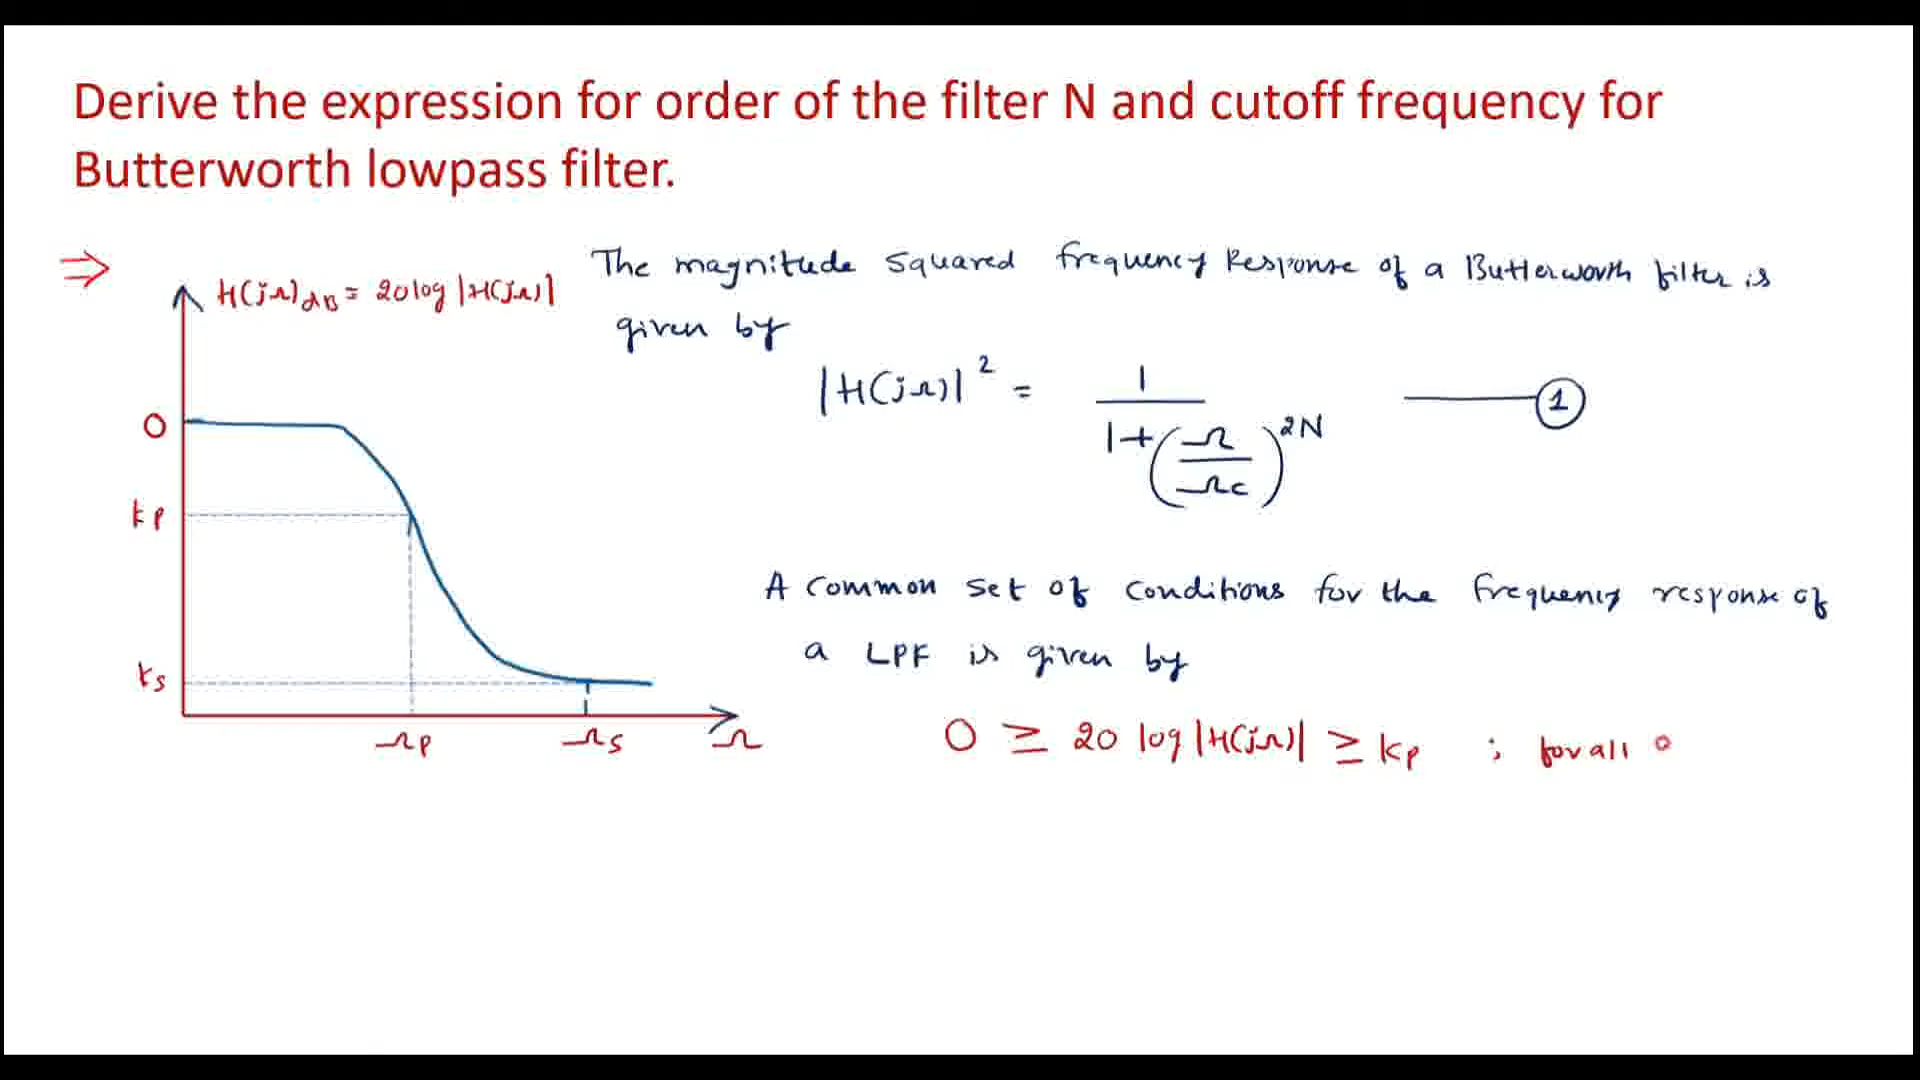 Derive the expression for order of the filter N and cutoff frequency for
Butterworth lowpass filter.
⇒
H(jΩ)dB = 20 log |H(jΩ)|
The magnitude squared frequency Response of a Butterworth filter is
given by
|H(jΩ)|² = 1 / (1 + (Ω/Ωc)^2N) ——— ①
0
kp
ks
Ωp Ωs Ω
A common set of conditions for the frequency response of
a LPF is given by
0 ≥ 20 log |H(jΩ)| ≥ kp ; for all